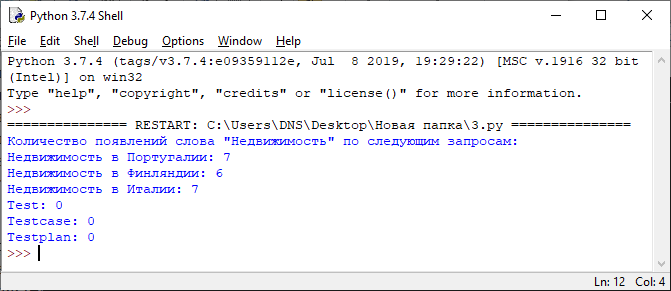 Python 3.7.4 Shell
File Edit Shell Debug Options Window Help
Python 3.7.4 (tags/v3.7.4:e09359112e, Jul  8 2019, 19:29:22) [MSC v.1916 32 bit
(Intel)] on win32
Type "help", "copyright", "credits" or "license()" for more information.
>>>
=============== RESTART: C:\Users\DNS\Desktop\Новая папка\3.py ===============
Количество появлений слова "Недвижимость" по следующим запросам:
Недвижимость в Португалии: 7
Недвижимость в Финляндии: 6
Недвижимость в Италии: 7
Test: 0
Testcase: 0
Testplan: 0
>>>
Ln: 12 Col: 4